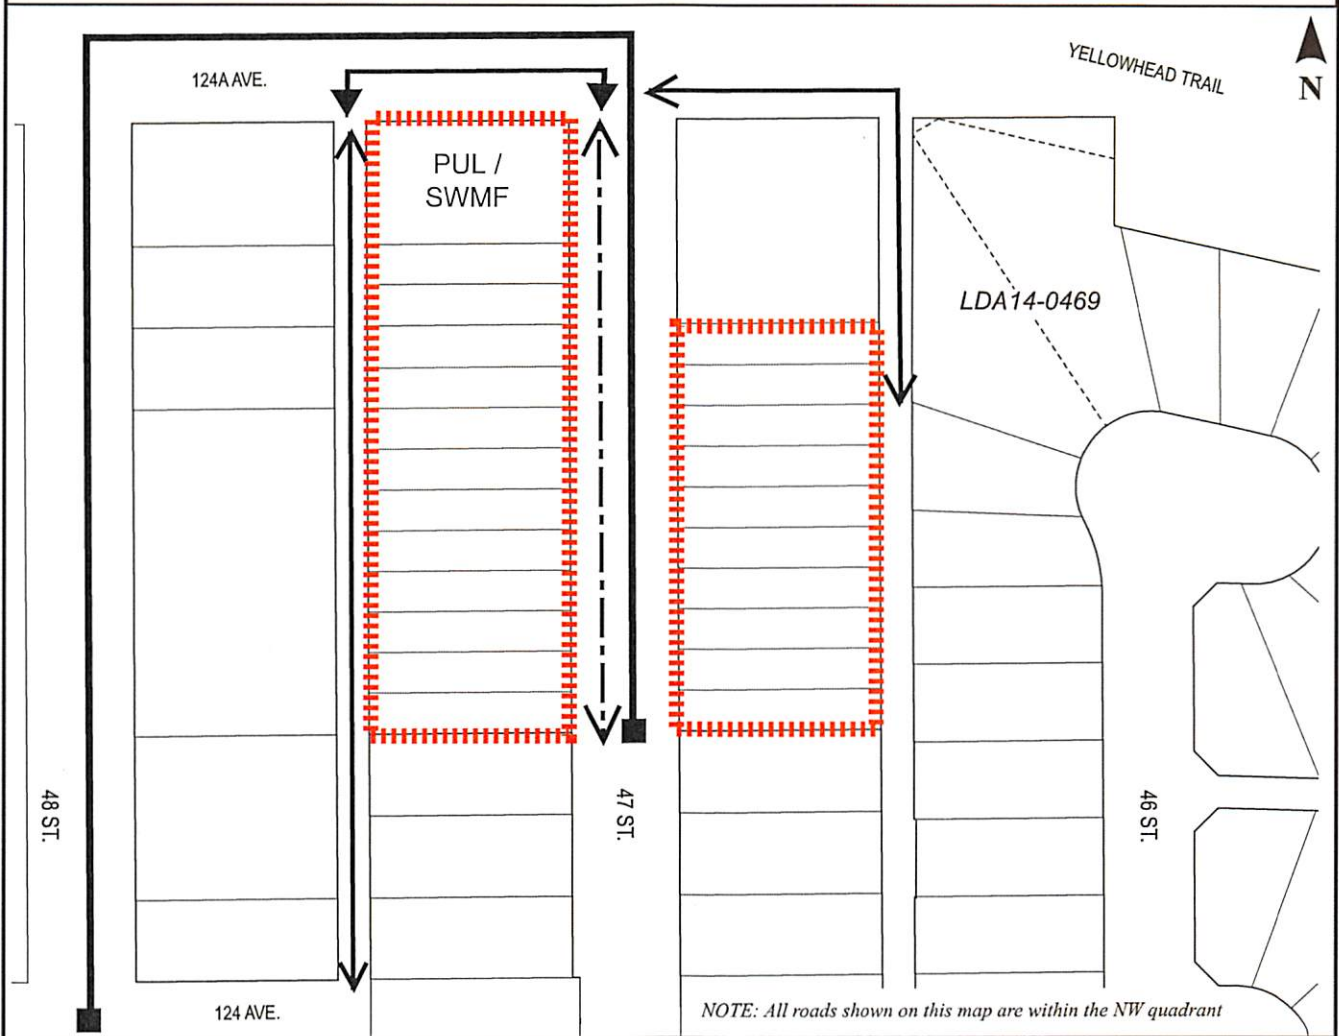 YELLOWHEAD TRAIL
N
124A AVE.
PUL /
SWMF
LDA14-0469
48 ST.
47 ST.
46 ST.
124 AVE.
NOTE: All roads shown on this map are within the NW quadrant